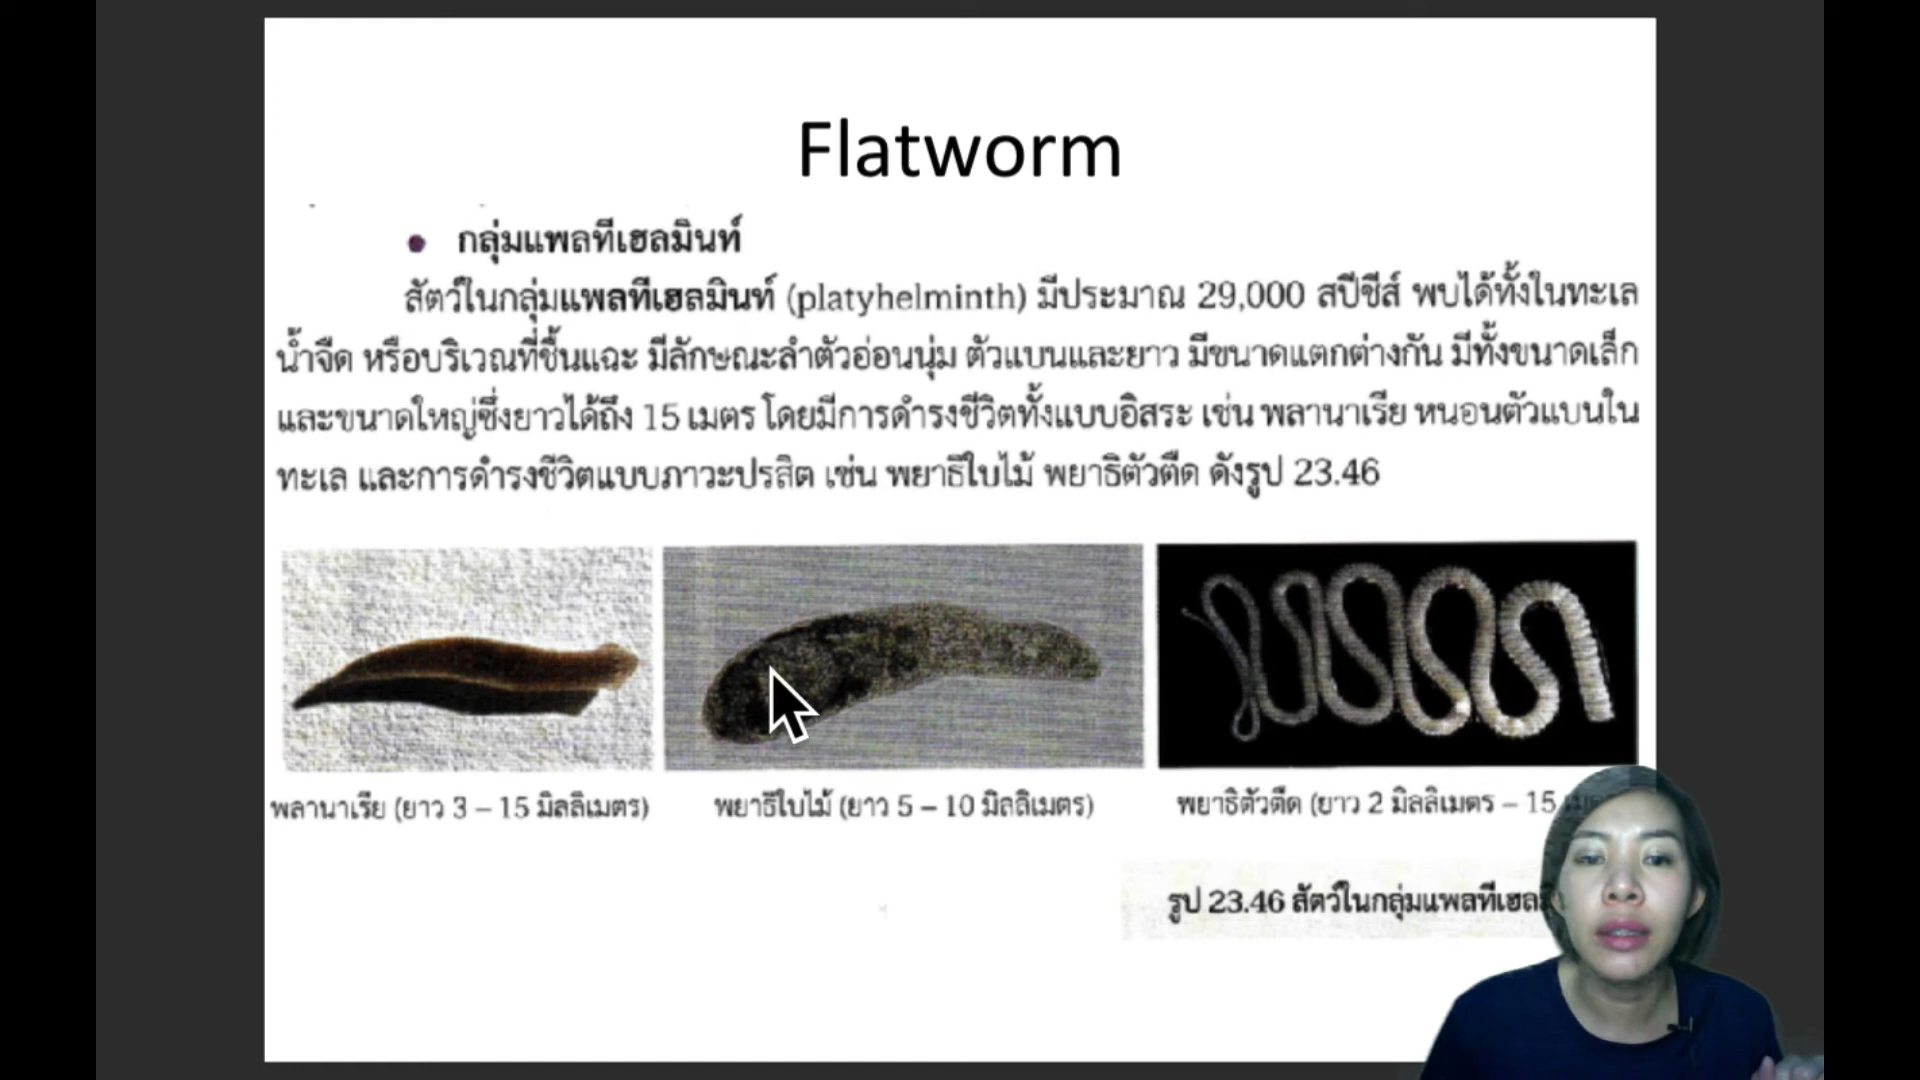 Flatworm
• กลุ่มแพลทีเฮลมินท์
สัตว์ในกลุ่มแพลทีเฮลมินท์ (platyhelminth) มีประมาณ 29,000 สปีชีส์ พบได้ทั้งในทะเล
น้ำจืด หรือบริเวณที่ชื้นแฉะ มีลักษณะลำตัวอ่อนนุ่ม ตัวแบนและยาว มีขนาดแตกต่างกัน มีทั้งขนาดเล็ก
และขนาดใหญ่ซึ่งยาวได้ถึง 15 เมตร โดยมีการดำรงชีวิตทั้งแบบอิสระ เช่น พลานาเรีย หนอนตัวแบนใน
ทะเล และการดำรงชีวิตแบบภาวะปรสิต เช่น พยาธิใบไม้ พยาธิตัวตืด ดังรูป 23.46
พลานาเรีย (ยาว 3 – 15 มิลลิเมตร) พยาธิใบไม้ (ยาว 5 – 10 มิลลิเมตร) พยาธิตัวตืด (ยาว 2 มิลลิเมตร – 15
รูป 23.46 สัตว์ในกลุ่มแพลทีเฮล